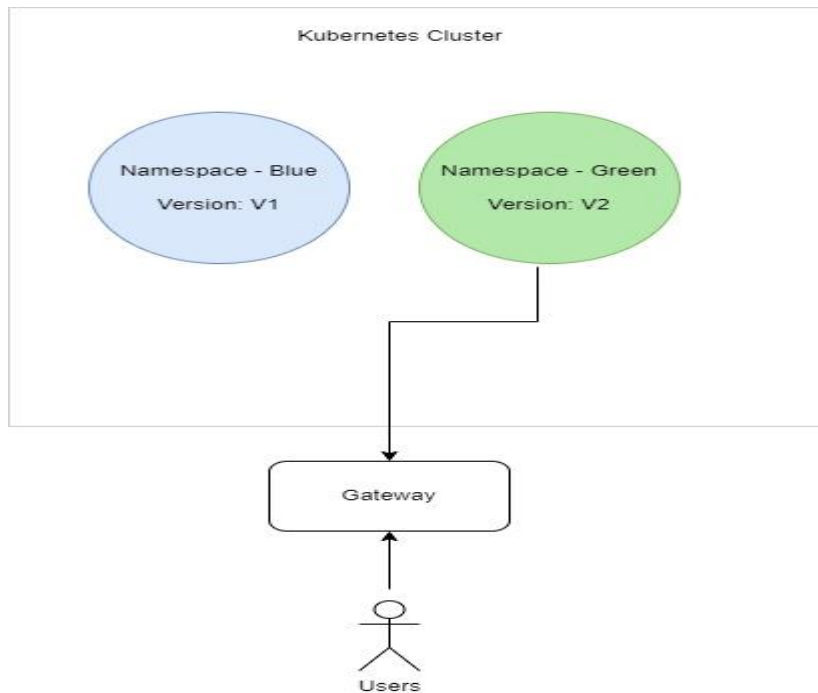 Kubernetes Cluster
Namespace - Blue
Version: V1
Namespace - Green
Version: V2
Gateway
Users